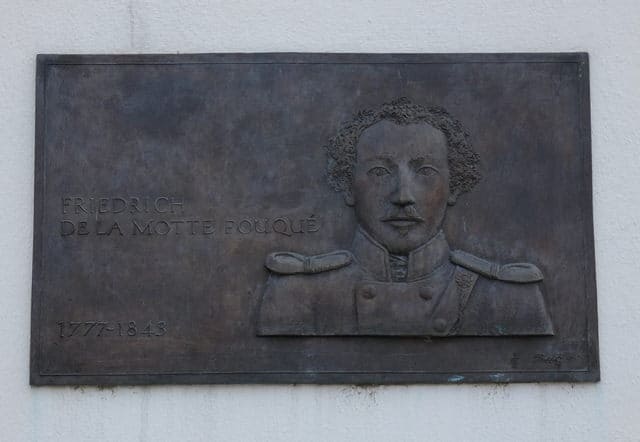 FRIEDRICH
DE LA MOTTE FOUQUÉ
1777-1843